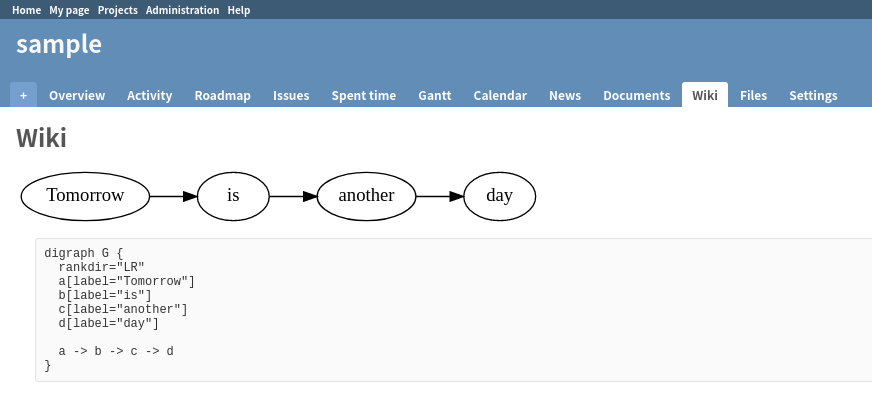 Home My page Projects Administration Help
sample
+ Overview Activity Roadmap Issues Spent time Gantt Calendar News Documents Wiki Files Settings
Wiki
Tomorrow is another day
digraph G {
  rankdir="LR"
  a[label="Tomorrow"]
  b[label="is"]
  c[label="another"]
  d[label="day"]

  a -> b -> c -> d
}